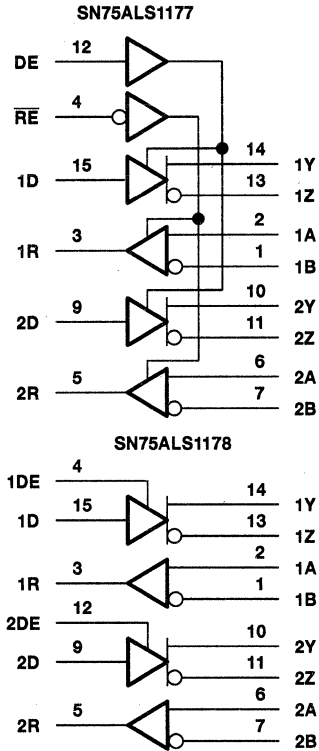 SN75ALS1177
DE 12
RE 4
1D 15 14 1Y
13 1Z
1R 3 2 1A
1 1B
2D 9 10 2Y
11 2Z
2R 5 6 2A
7 2B
SN75ALS1178
1DE 4
1D 15 14 1Y
13 1Z
1R 3 2 1A
1 1B
2DE 12
2D 9 10 2Y
11 2Z
2R 5 6 2A
7 2B